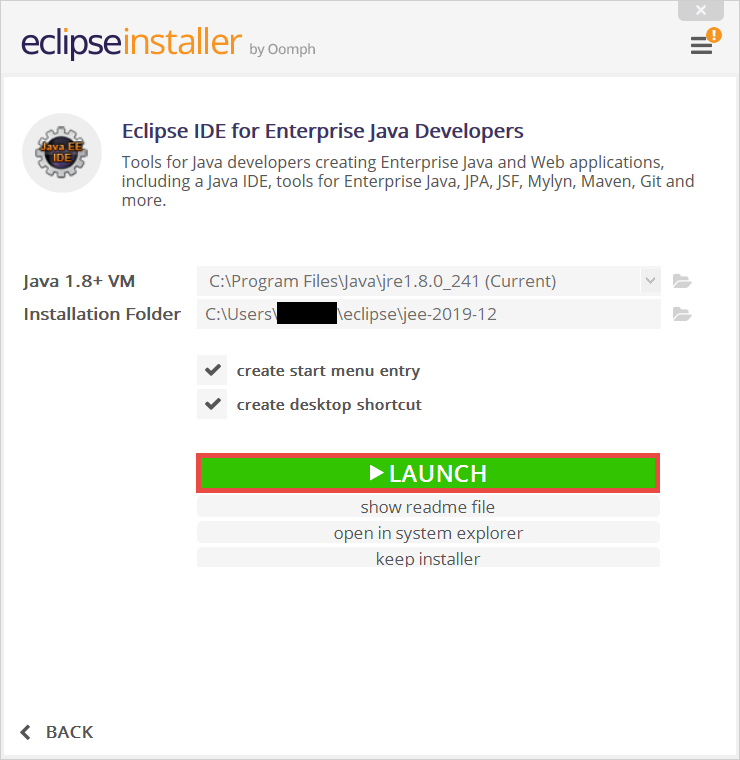 eclipseinstaller by Oomph
!
Java EE
IDE
Eclipse IDE for Enterprise Java Developers
Tools for Java developers creating Enterprise Java and Web applications,
including a Java IDE, tools for Enterprise Java, JPA, JSF, Mylyn, Maven, Git and
more.
Java 1.8+ VM C:\Program Files\Java\jre1.8.0_241 (Current)
Installation Folder C:\Users\ \eclipse\jee-2019-12
create start menu entry
create desktop shortcut
LAUNCH
show readme file
open in system explorer
keep installer
BACK